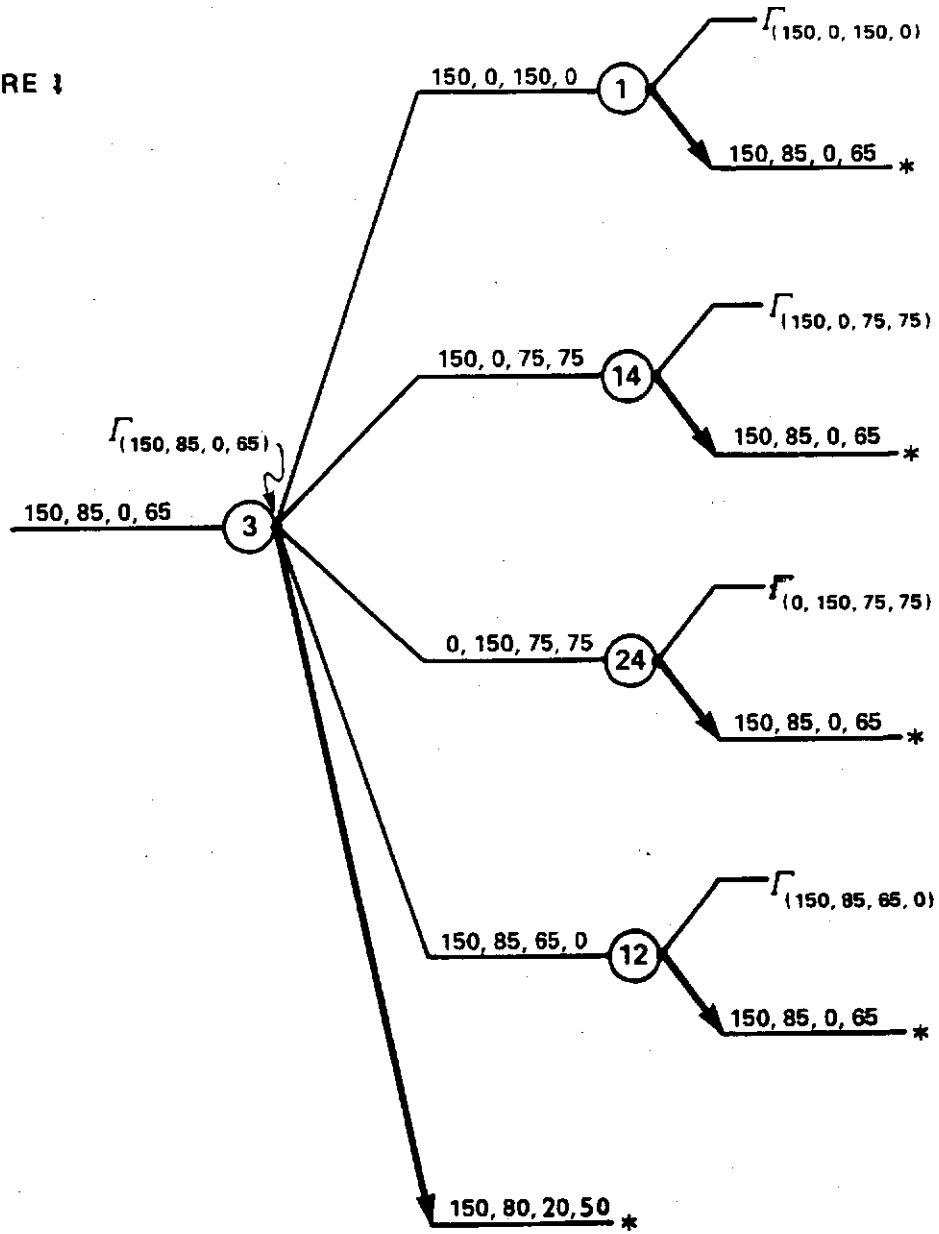 Γ(150, 0, 150, 0)
RE ↓
150, 0, 150, 0
1
150, 85, 0, 65 *
Γ(150, 0, 75, 75)
150, 0, 75, 75
14
150, 85, 0, 65 *
Γ(150, 85, 0, 65)
150, 85, 0, 65
3
Γ(0, 150, 75, 75)
0, 150, 75, 75
24
150, 85, 0, 65 *
Γ(150, 85, 65, 0)
150, 85, 65, 0
12
150, 85, 0, 65 *
150, 80, 20, 50 *